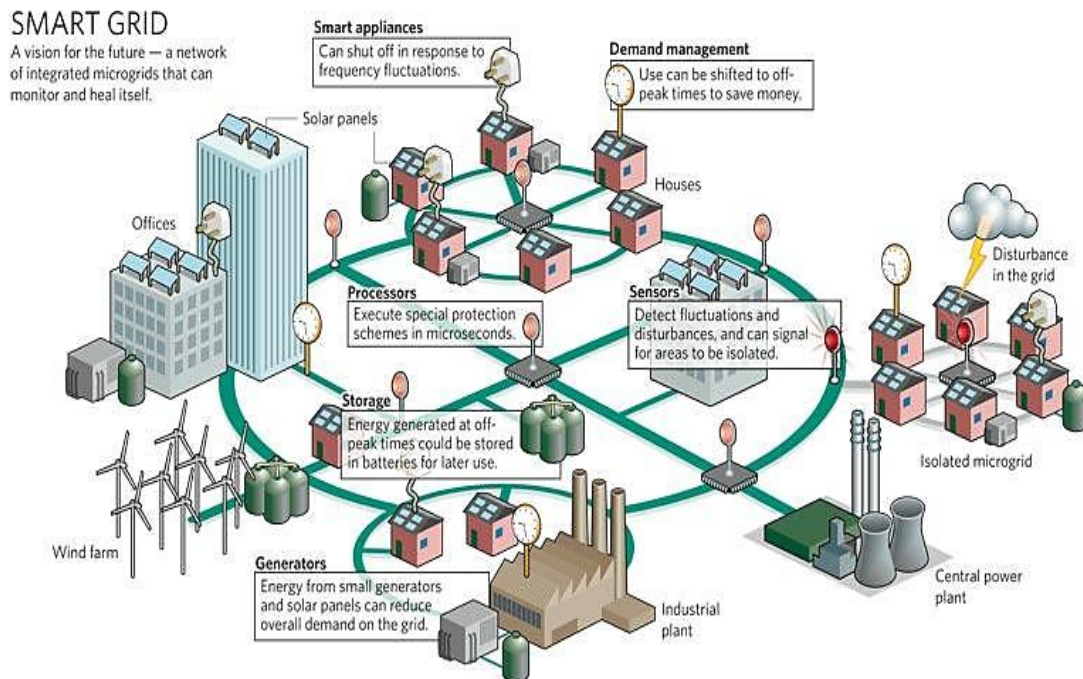 SMART GRID
A vision for the future — a network
of integrated microgrids that can
monitor and heal itself.
Smart appliances
Can shut off in response to
frequency fluctuations.
Demand management
Use can be shifted to off-
peak times to save money.
Solar panels
Houses
Offices
Disturbance
in the grid
Processors
Execute special protection
schemes in microseconds.
Sensors
Detect fluctuations and
disturbances, and can signal
for areas to be isolated.
Storage
Energy generated at off-
peak times could be stored
in batteries for later use.
Isolated microgrid
Wind farm
Generators
Energy from small generators
and solar panels can reduce
overall demand on the grid.
Industrial
plant
Central power
plant